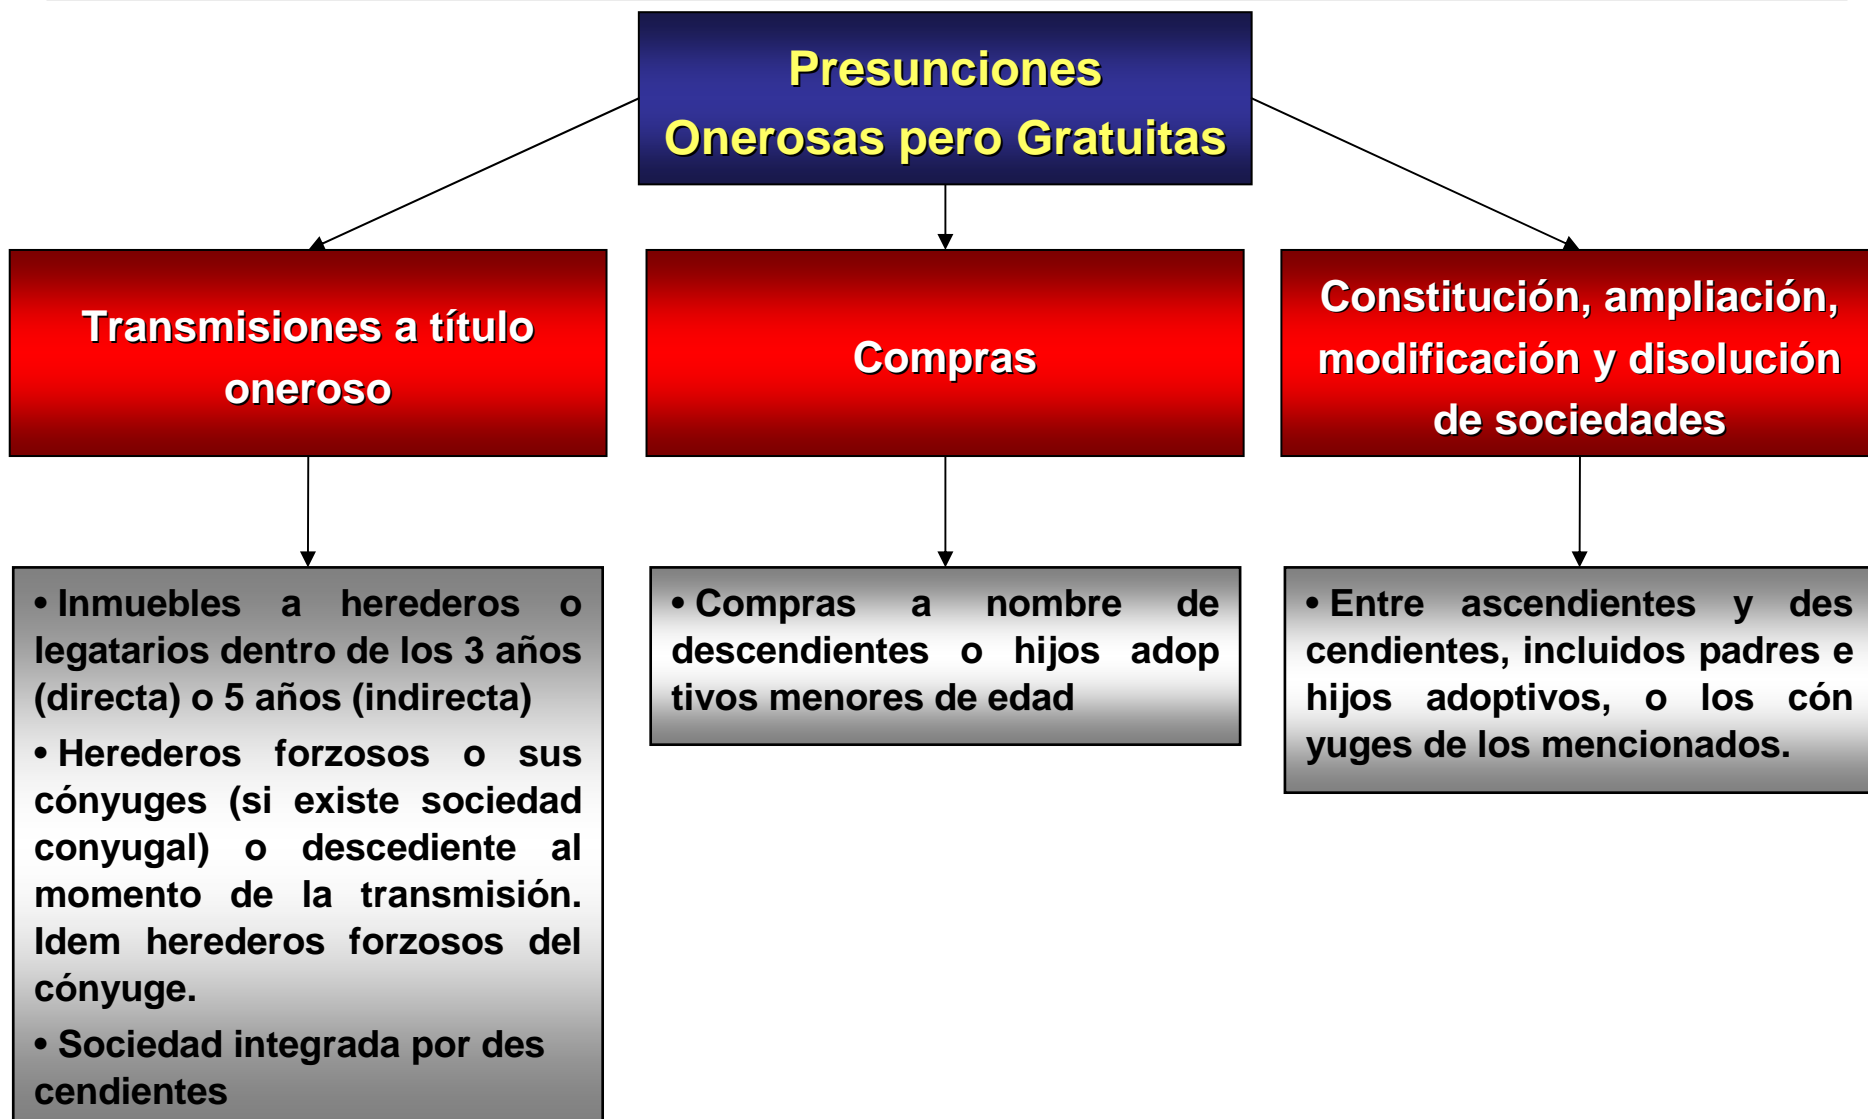 Presunciones
Onerosas pero Gratuitas
Transmisiones a título
oneroso
Compras
Constitución, ampliación,
modificación y disolución
de sociedades
• Inmuebles a herederos o
legatarios dentro de los 3 años
(directa) o 5 años (indirecta)
• Herederos forzosos o sus
cónyuges (si existe sociedad
conyugal) o descediente al
momento de la transmisión.
Idem herederos forzosos del
cónyuge.
• Sociedad integrada por des
cendientes
• Compras a nombre de
descendientes o hijos adop
tivos menores de edad
• Entre ascendientes y des
cendientes, incluidos padres e
hijos adoptivos, o los cón
yuges de los mencionados.